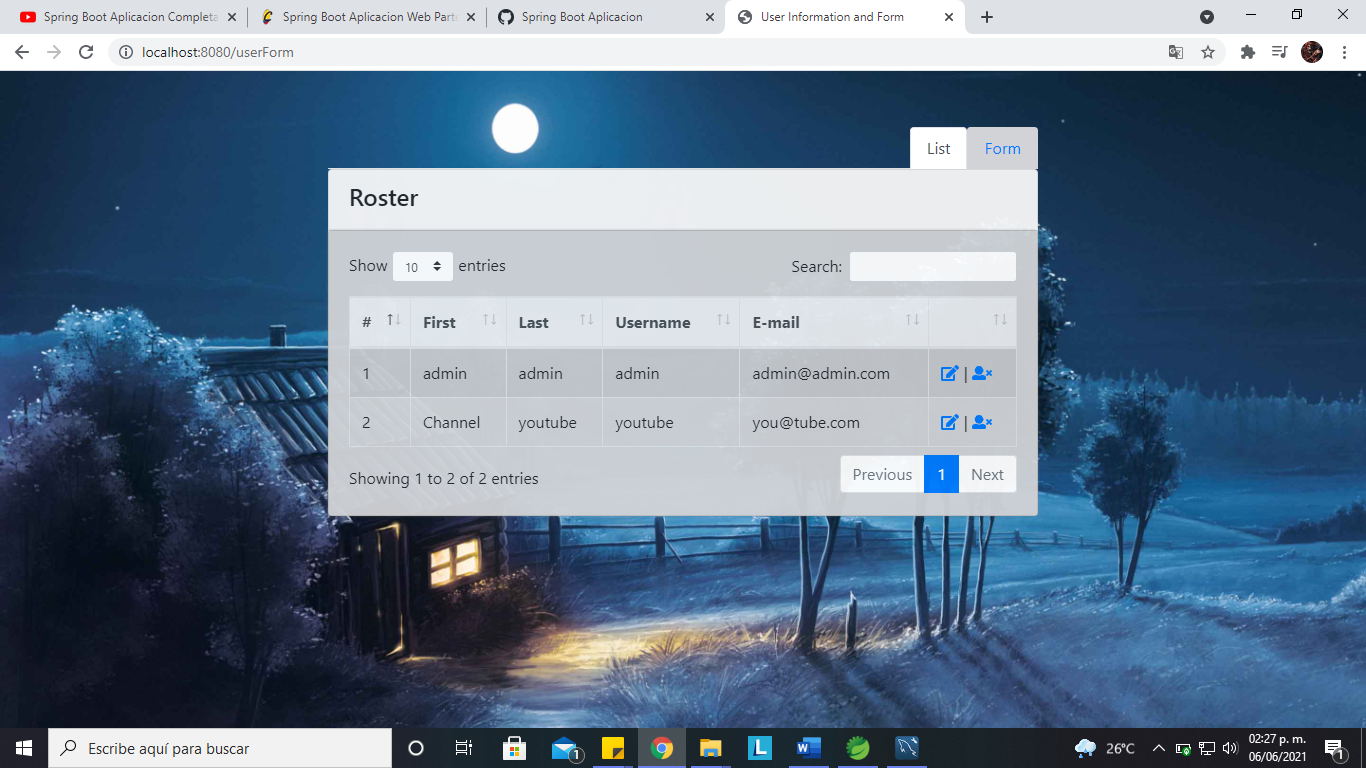 Spring Boot Aplicacion Completa
Spring Boot Aplicacion Web Part
Spring Boot Aplicacion
User Information and Form
localhost:8080/userForm
List
Form
Roster
Show 10 entries
Search:
# First Last Username E-mail
1 admin admin admin admin@admin.com |
2 Channel youtube youtube you@tube.com |
Showing 1 to 2 of 2 entries
Previous 1 Next
Escribe aquí para buscar
1
L
W
26°C
02:27 p. m.
06/06/2021
1